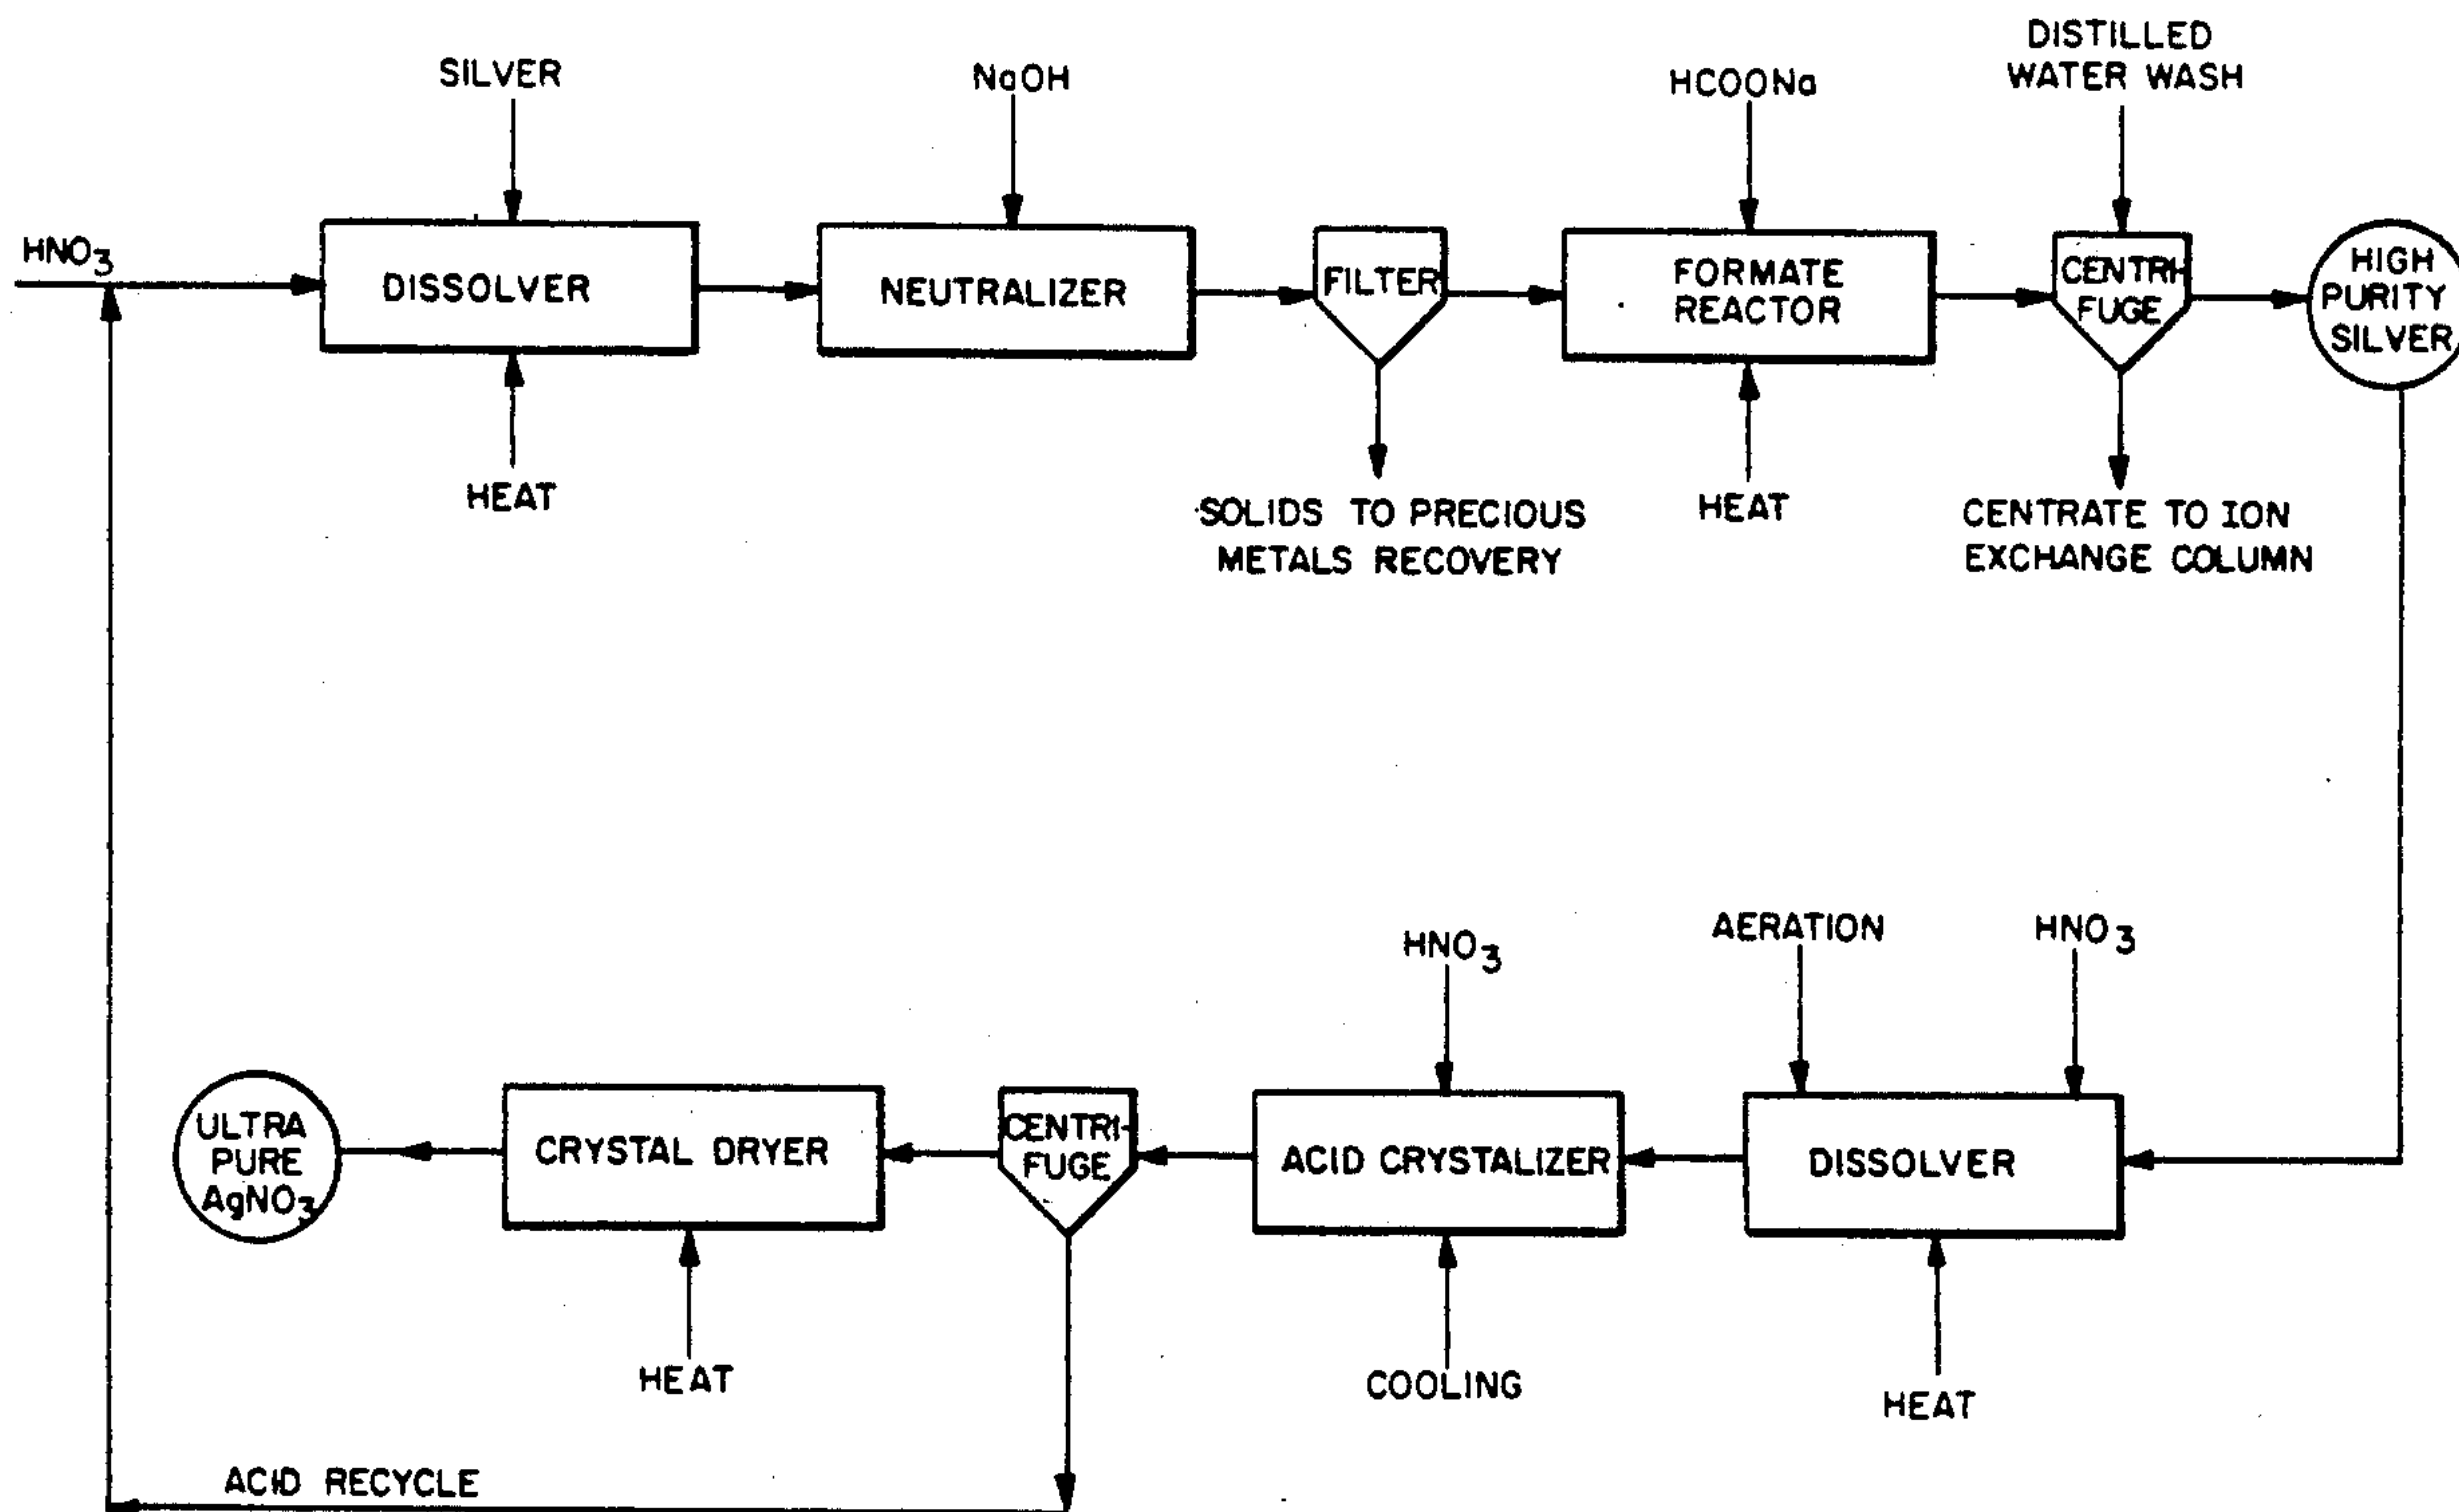 SILVER
NaOH
HCOONa
DISTILLED
WATER WASH
HNO3
DISSOLVER
NEUTRALIZER
FILTER
FORMATE
REACTOR
CENTRI-
FUGE
HIGH
PURITY
SILVER
HEAT
SOLIDS TO PRECIOUS
METALS RECOVERY
HEAT
CENTRATE TO ION
EXCHANGE COLUMN
HNO3
AERATION
HNO3
ULTRA
PURE
AgNO3
CRYSTAL DRYER
CENTRI-
FUGE
ACID CRYSTALIZER
DISSOLVER
HEAT
COOLING
HEAT
ACID RECYCLE